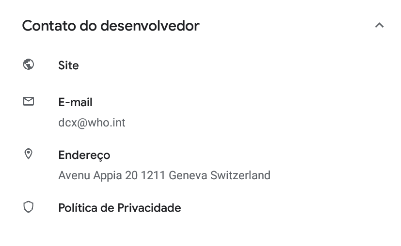 Contato do desenvolvedor
Site
E-mail
dcx@who.int
Endereço
Avenu Appia 20 1211 Geneva Switzerland
Política de Privacidade